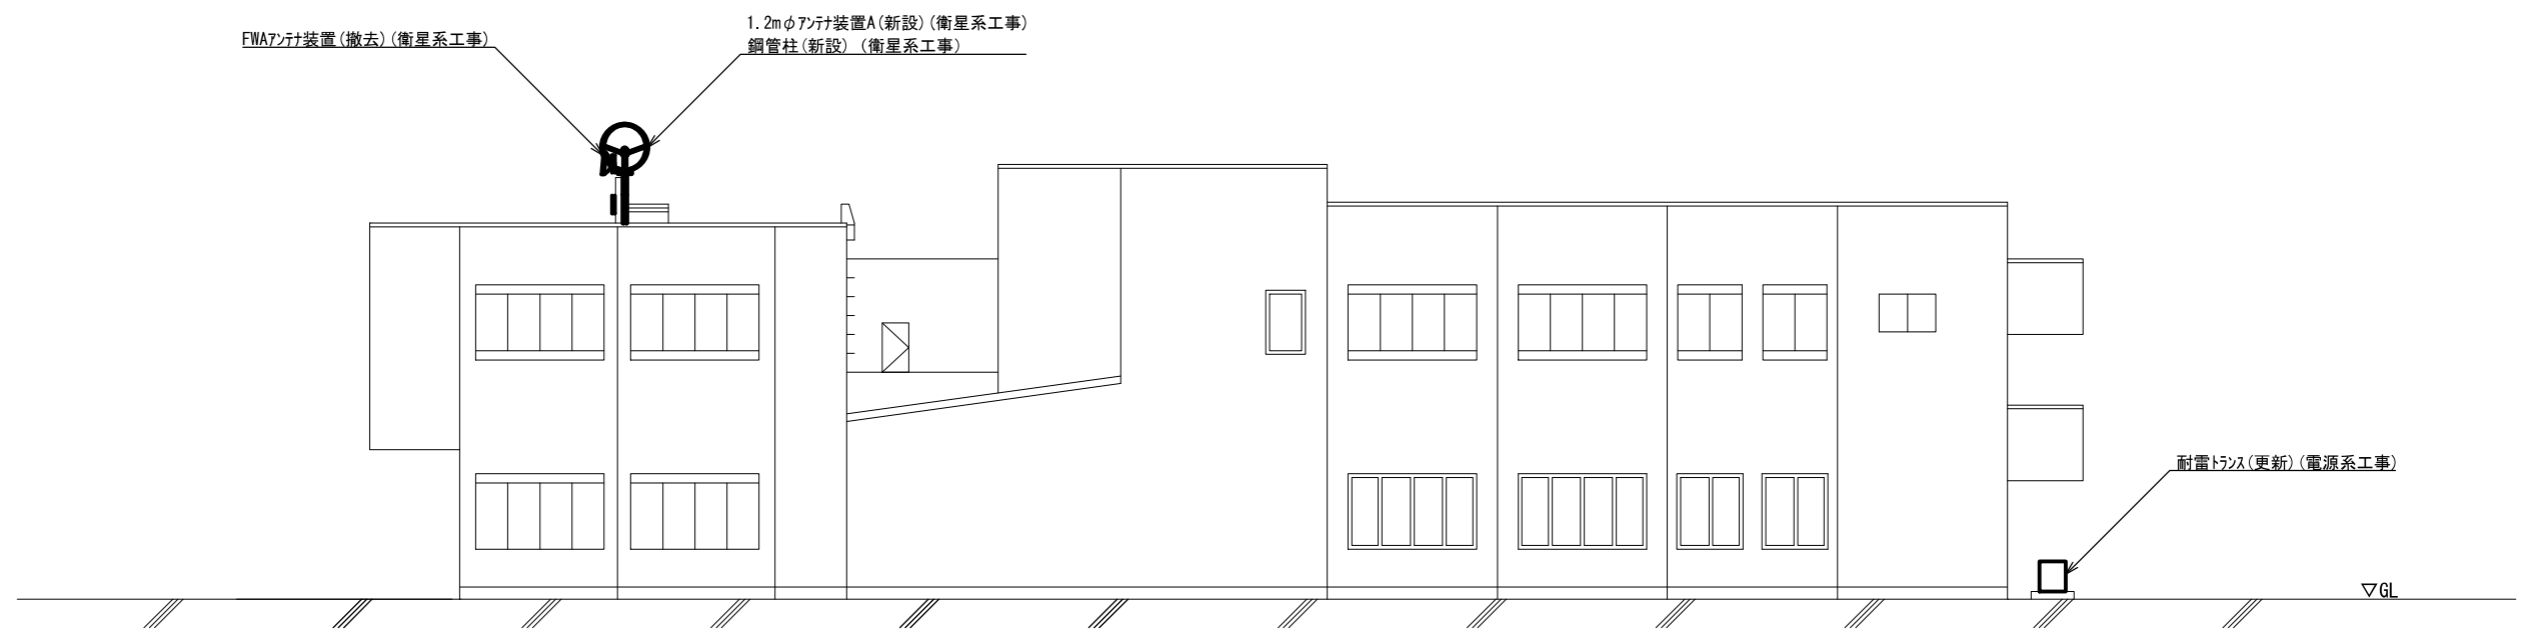 1.2mφｱﾝﾃﾅ装置A(新設)(衛星系工事)
鋼管柱(新設) (衛星系工事)
FWAｱﾝﾃﾅ装置(撤去)(衛星系工事)
耐雷ﾄﾗﾝｽ(更新)(電源系工事)
▽GL